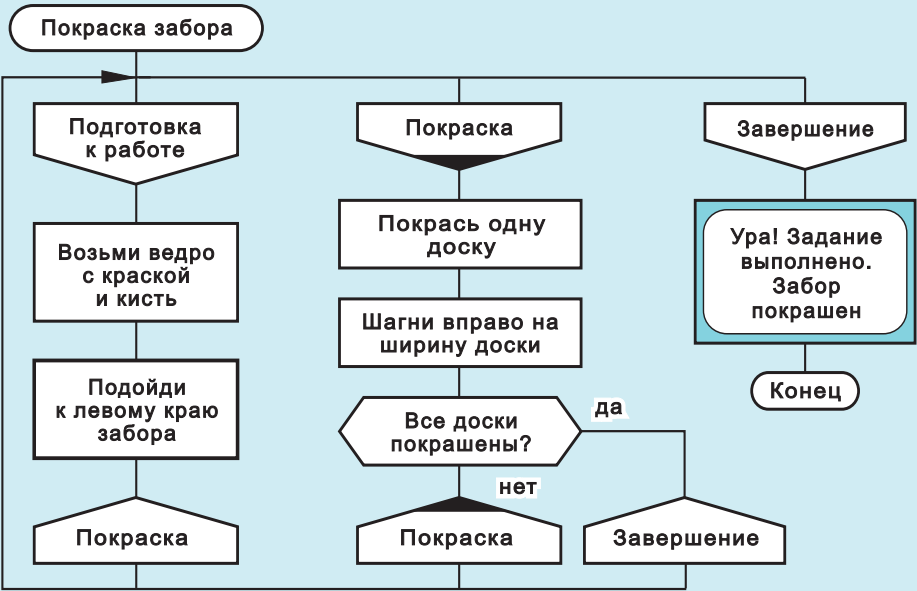 Покраска забора
Подготовка
к работе
Возьми ведро
с краской
и кисть
Подойди
к левому краю
забора
Покраска
Покраска
Покрась одну
доску
Шагни вправо на
ширину доски
Все доски
покрашены?
да
нет
Покраска
Завершение
Завершение
Ура! Задание
выполнено.
Забор
покрашен
Конец